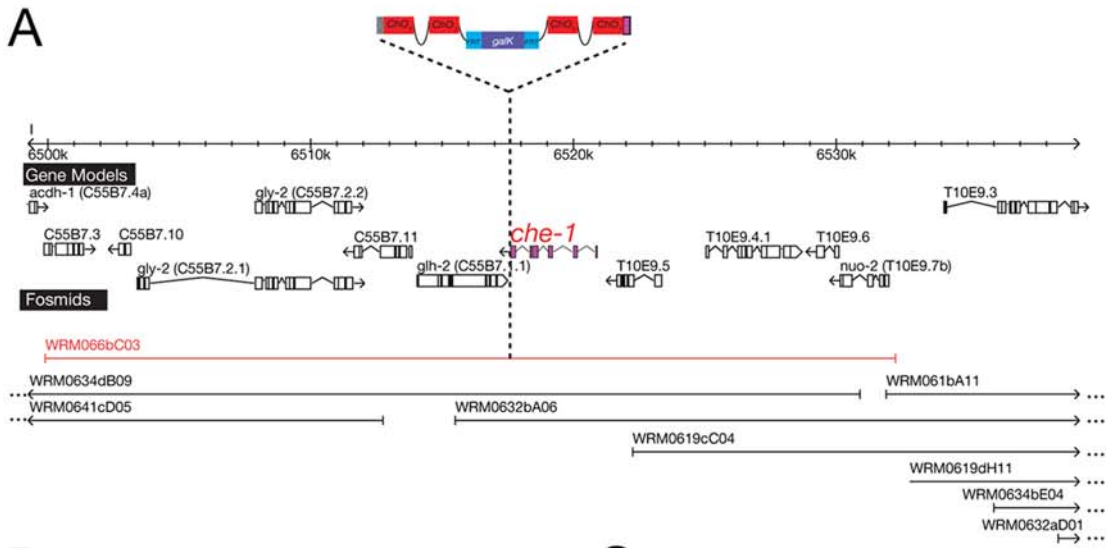 A
ChO ChO ChO ChO
FRT galK FRT
6500k 6510k 6520k 6530k
Gene Models
acdh-1 (C55B7.4a) gly-2 (C55B7.2.2) T10E9.3
C55B7.3 C55B7.10 C55B7.11 che-1 T10E9.4.1 T10E9.6
gly-2 (C55B7.2.1) glh-2 (C55B7.1.1) T10E9.5 nuo-2 (T10E9.7b)
Fosmids
WRM066bC03
WRM0634dB09 WRM061bA11
WRM0641cD05 WRM0632bA06
WRM0619cC04
WRM0619dH11
WRM0634bE04
WRM0632aD01